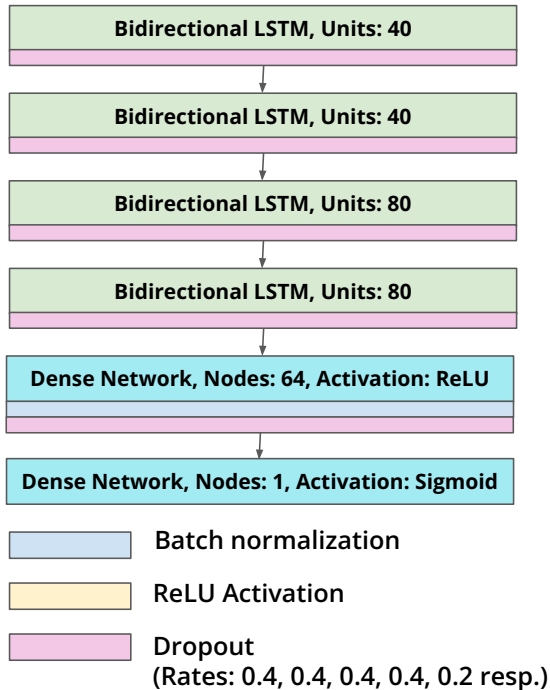 Bidirectional LSTM, Units: 40
Bidirectional LSTM, Units: 40
Bidirectional LSTM, Units: 80
Bidirectional LSTM, Units: 80
Dense Network, Nodes: 64, Activation: ReLU
Dense Network, Nodes: 1, Activation: Sigmoid
Batch normalization
ReLU Activation
Dropout
(Rates: 0.4, 0.4, 0.4, 0.4, 0.2 resp.)